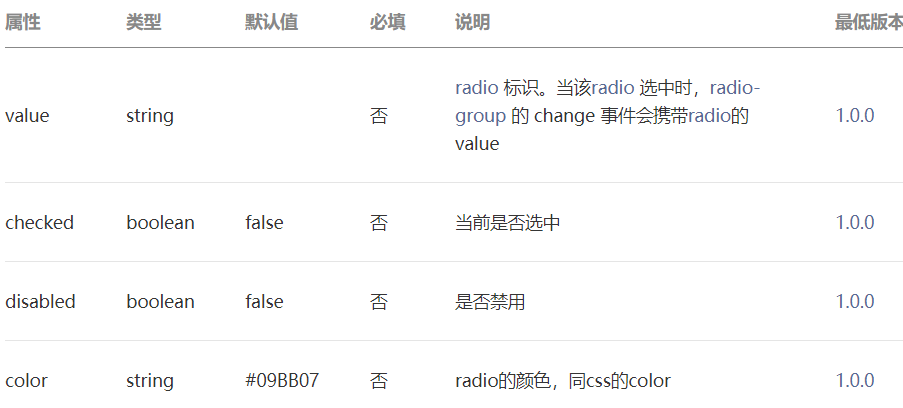 属性 类型 默认值 必填 说明 最低版本
radio 标识。当该radio 选中时，radio-
value string 否 group 的 change 事件会携带radio的 1.0.0
value
checked boolean false 否 当前是否选中 1.0.0
disabled boolean false 否 是否禁用 1.0.0
color string #09BB07 否 radio的颜色，同css的color 1.0.0